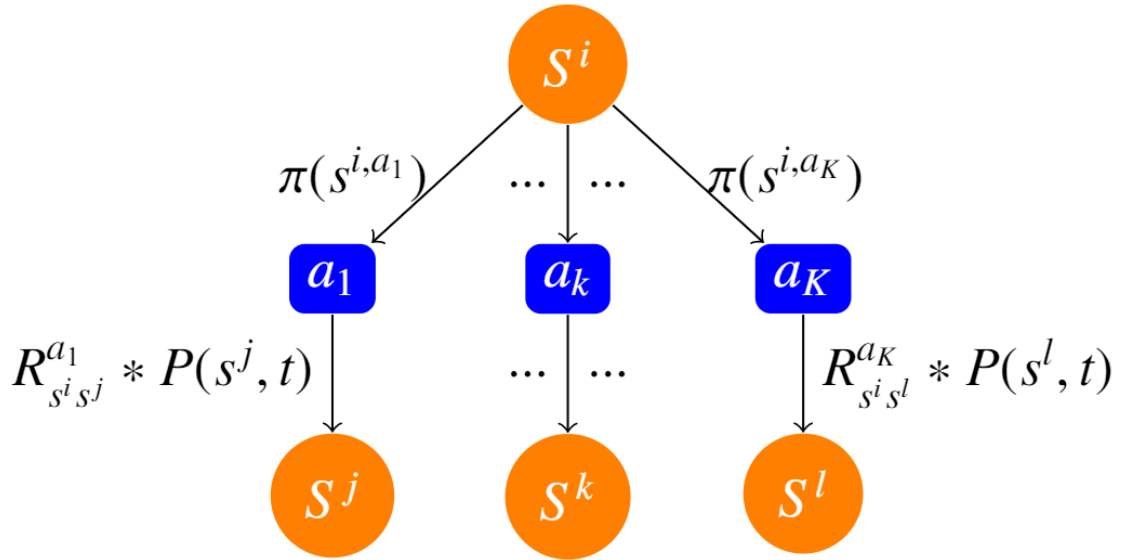 S^i
π(s^{i,a_1}) ... ... π(s^{i,a_K})
a_1 a_k a_K
R^{a_1}_{s^i s^j} * P(s^j, t) ... ... R^{a_K}_{s^i s^l} * P(s^l, t)
S^j S^k S^l